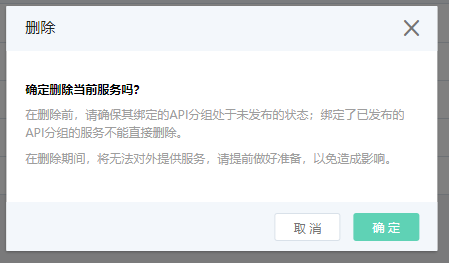 删除
确定删除当前服务吗?
在删除前，请确保其绑定的API分组处于未发布的状态；绑定了已发布的
API分组的服务不能直接删除。
在删除期间，将无法对外提供服务，请提前做好准备，以免造成影响。
取消
确定